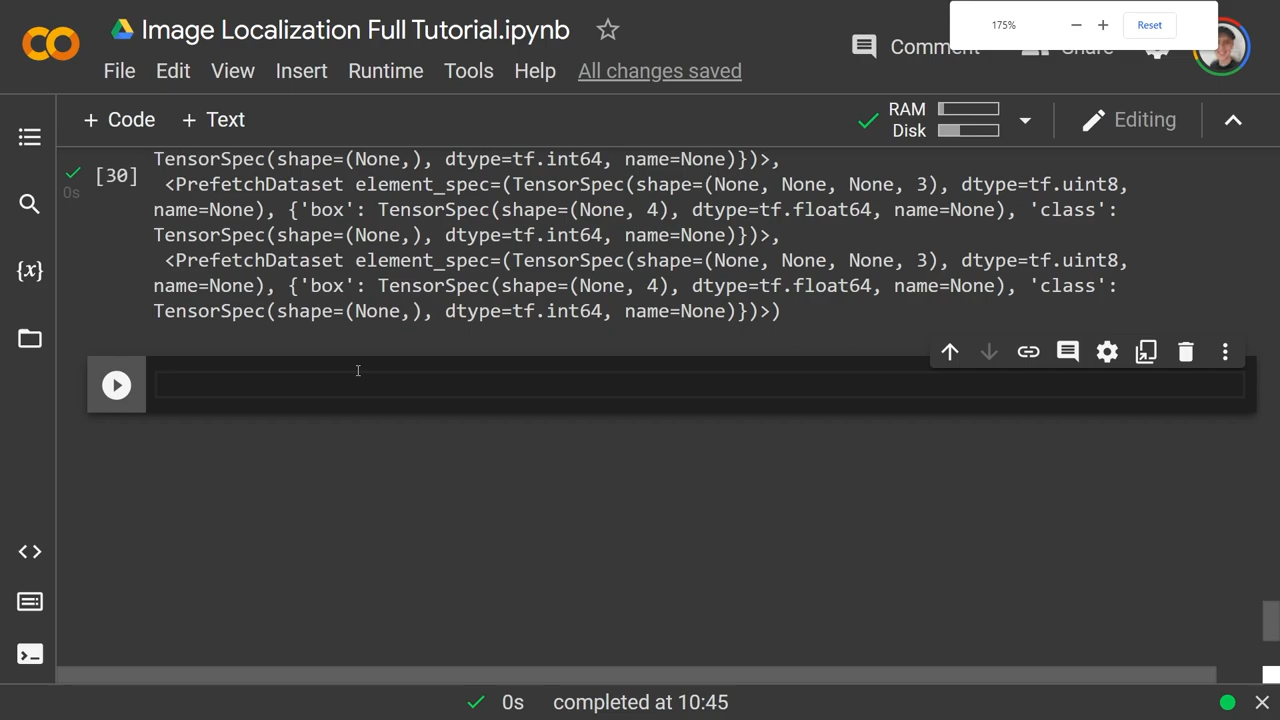 Image Localization Full Tutorial.ipynb
175%
Reset
File Edit View Insert Runtime Tools Help All changes saved
Comment
Share
+ Code + Text
RAM
Disk
Editing
TensorSpec(shape=(None,), dtype=tf.int64, name=None)})>,
[30]
0s
<PrefetchDataset element_spec=(TensorSpec(shape=(None, None, None, 3), dtype=tf.uint8,
name=None), {'box': TensorSpec(shape=(None, 4), dtype=tf.float64, name=None), 'class':
TensorSpec(shape=(None,), dtype=tf.int64, name=None)})>,
<PrefetchDataset element_spec=(TensorSpec(shape=(None, None, None, 3), dtype=tf.uint8,
name=None), {'box': TensorSpec(shape=(None, 4), dtype=tf.float64, name=None), 'class':
TensorSpec(shape=(None,), dtype=tf.int64, name=None)})>)
{x}
0s completed at 10:45